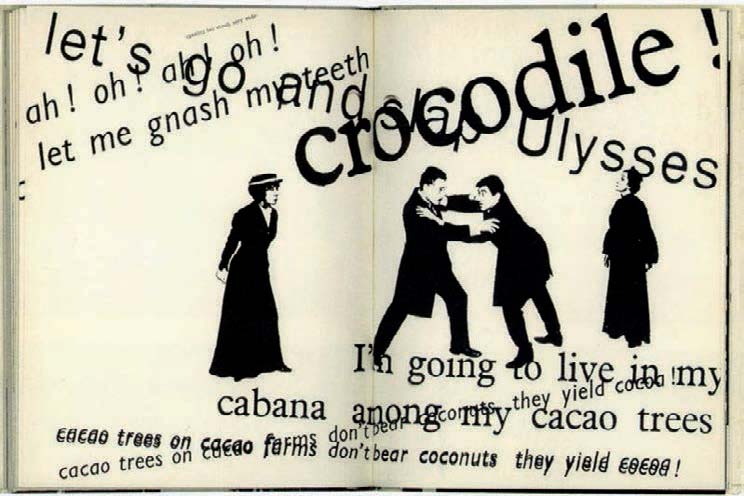 let's go and slap Ulysses
ah! oh! ah! oh!
let me gnash my teeth
crocodile!
I'm going to live in my
cabana among my cacao trees
cacao trees on cacao farms don't bear coconuts they yield cocoa!
cacao trees on cacao farms don't bear coconuts they yield cocoa!